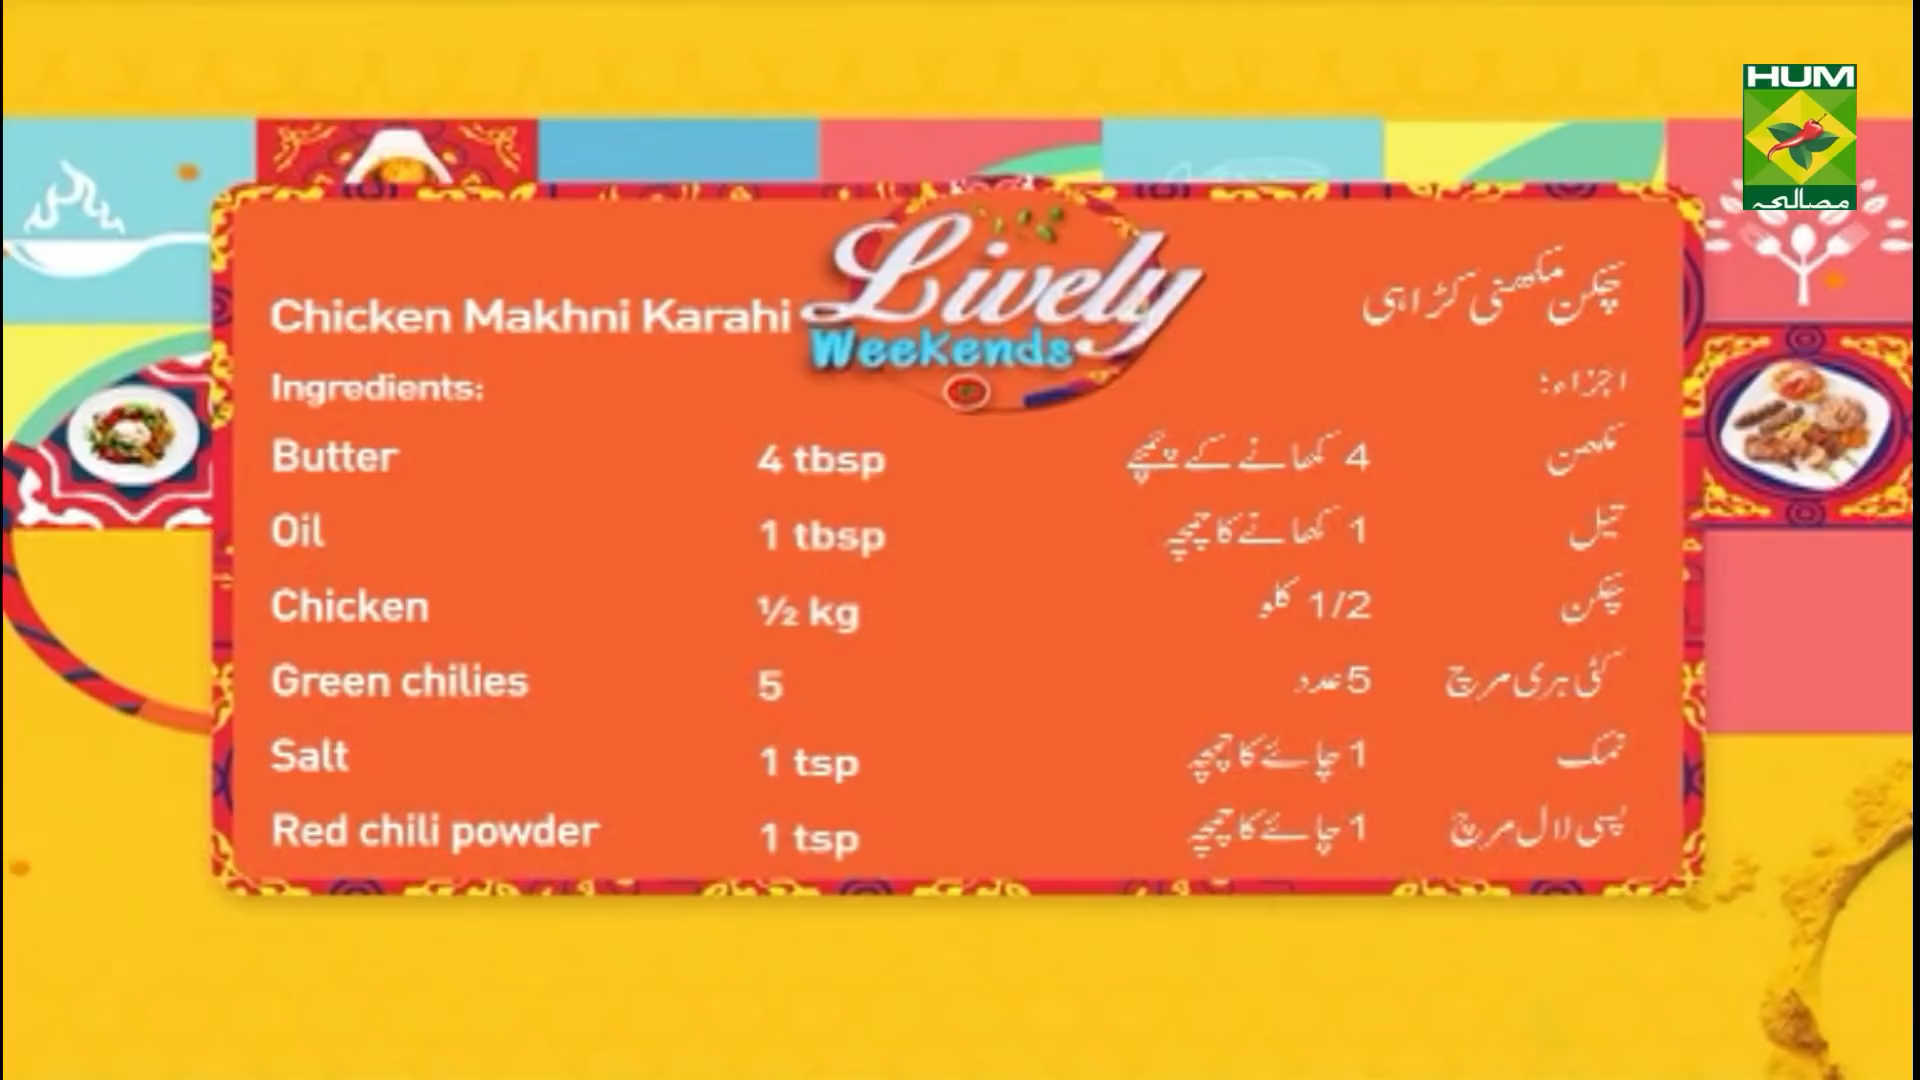 HUM
مصالحہ
Lively
Weekends
Chicken Makhni Karahi چکن مکھنی کڑاہی
Ingredients: اجزاء:
Butter 4 tbsp مکھن 4 کھانے کے چمچے
Oil 1 tbsp تیل 1 کھانے کا چمچہ
Chicken ½ kg چکن 1/2 کلو
Green chilies 5 کٹی ہری مرچ 5 عدد
Salt 1 tsp نمک 1 چائے کا چمچہ
Red chili powder 1 tsp پسی لال مرچ 1 چائے کا چمچہ